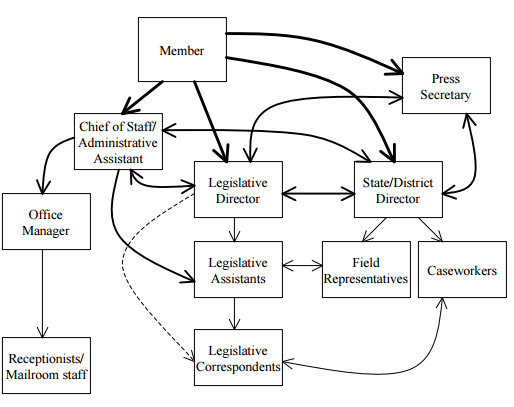 Member
Press
Secretary
Chief of Staff/
Administrative
Assistant
Legislative
Director
State/District
Director
Office
Manager
Legislative
Assistants
Field
Representatives
Caseworkers
Receptionists/
Mailroom staff
Legislative
Correspondents